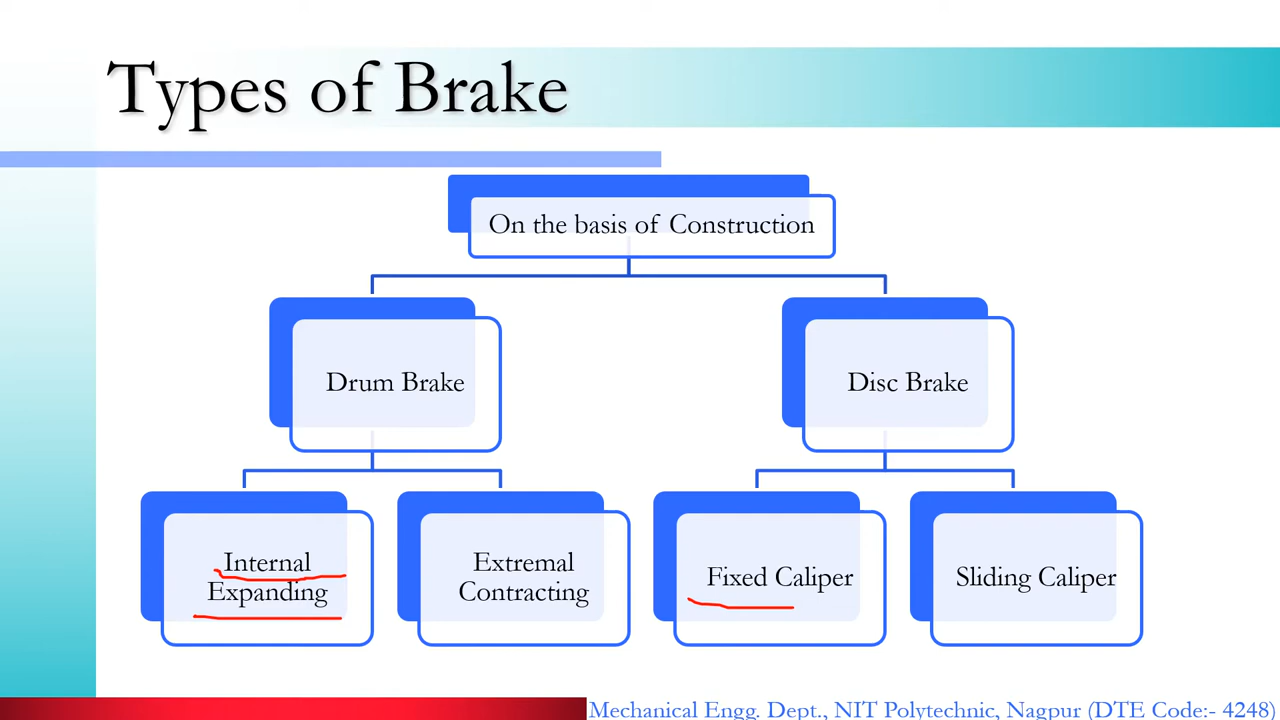 Types of Brake
On the basis of Construction
Drum Brake
Disc Brake
Internal
Expanding
Extremal
Contracting
Fixed Caliper
Sliding Caliper
Mechanical Engg. Dept., NIT Polytechnic, Nagpur (DTE Code:- 4248)